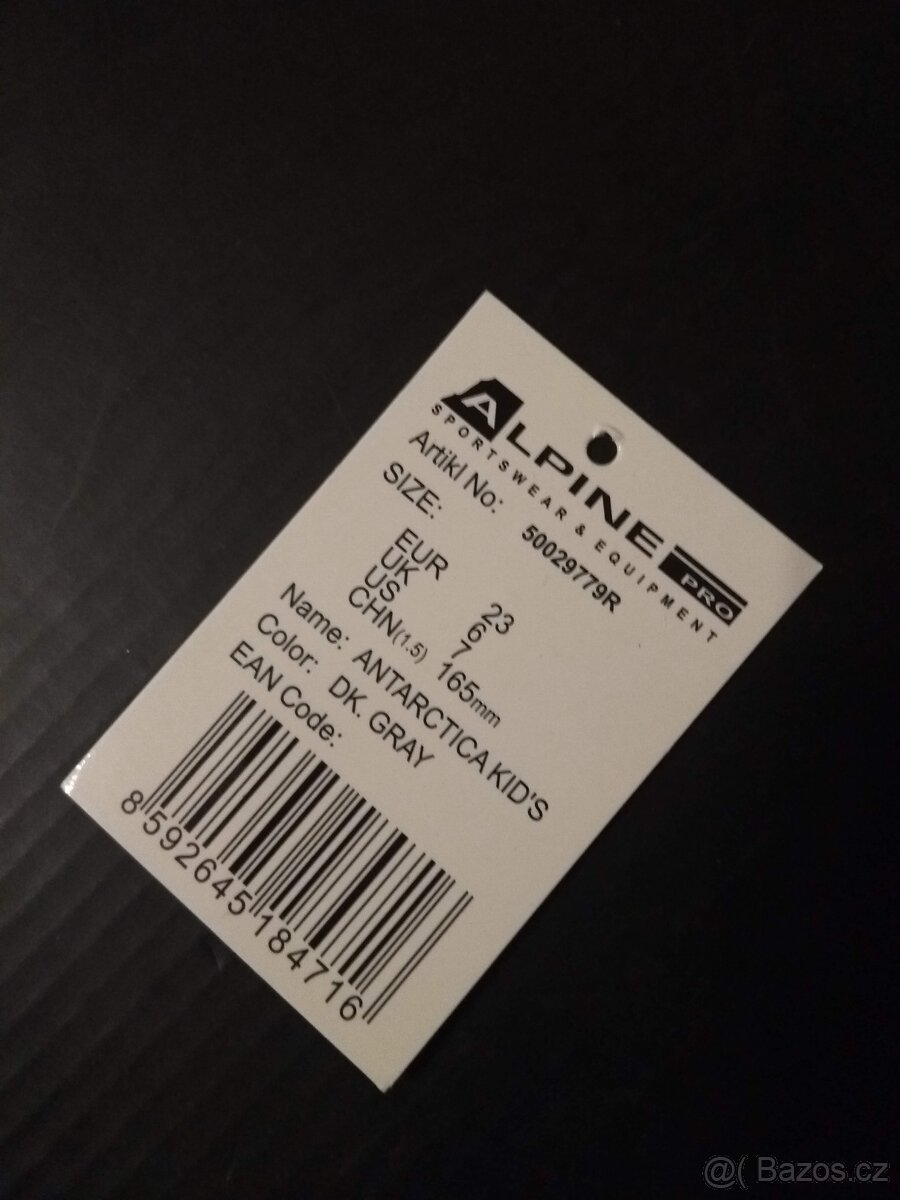 ALPINE PRO
SPORTSWEAR & EQUIPMENT
Artikl No: 50029779R
SIZE:
EUR 23
UK 6
US 7
CHN(1.5) 165mm
Name: ANTARCTICA KID'S
Color: DK. GRAY
EAN Code:
8592645184716
@( Bazos.cz